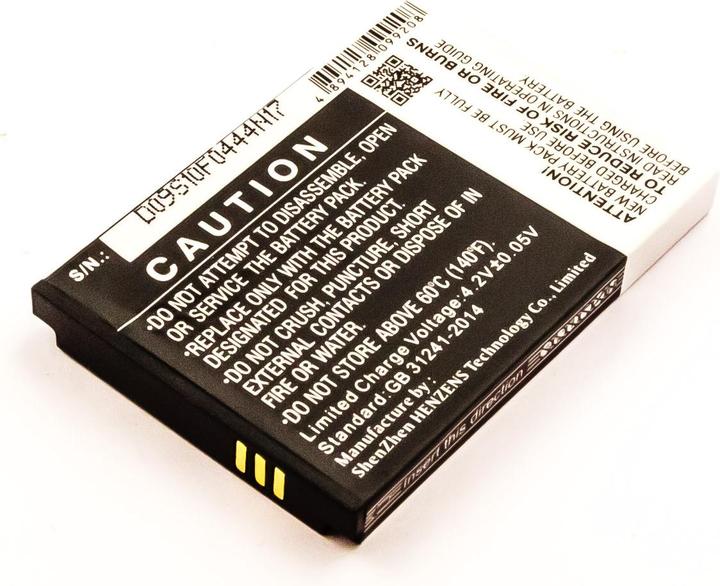 S/N.:
D09S10F0444N17
4 894128 099208
CAUTION
•DO NOT ATTEMPT TO DISASSEMBLE, OPEN
OR SERVICE THE BATTERY PACK.
•REPLACE ONLY WITH THE BATTERY PACK
DESIGNATED FOR THIS PRODUCT.
•DO NOT CRUSH, PUNCTURE, SHORT
EXTERNAL CONTACTS OR DISPOSE OF IN
FIRE OR WATER.
•DO NOT STORE ABOVE 60°C (140°F).
Limited Charge Voltage:4.2V±0.05V
Standard:GB 31241-2014
Manufacture by:
ShenZhen HENZENS Technology Co., Limited
Insert this direction
ATTENTION!
NEW BATTERY PACK MUST BE FULLY
CHARGED BEFORE USE.
TO REDUCE RISK OF FIRE OR BURNS
READ INSTRUCTIONS IN OPERATING GUIDE
BEFORE USING THE BATTERY